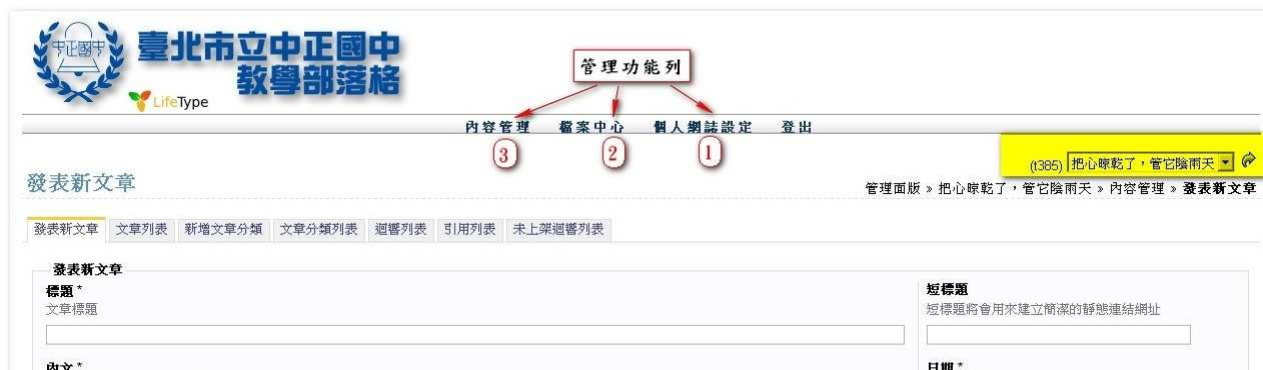 中正國中
臺北市立中正國中
教學部落格
LifeType
管理功能列
內容管理 檔案中心 個人網誌設定 登出
3 2 1
(t385) 把心晾乾了，管它陰雨天
發表新文章
管理面版 » 把心晾乾了，管它陰雨天 » 內容管理 » 發表新文章
發表新文章 文章列表 新增文章分類 文章分類列表 迴響列表 引用列表 未上架迴響列表
發表新文章
標題 * 短標題
文章標題 短標題將會用來建立簡潔的靜態連結網址
內文 * 日期 *